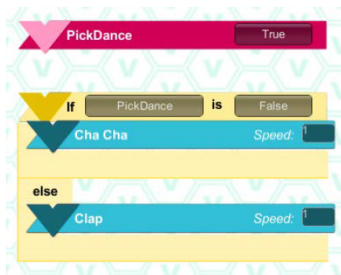 PickDance True
If PickDance is False
Cha Cha Speed: 1
else
Clap Speed: 1